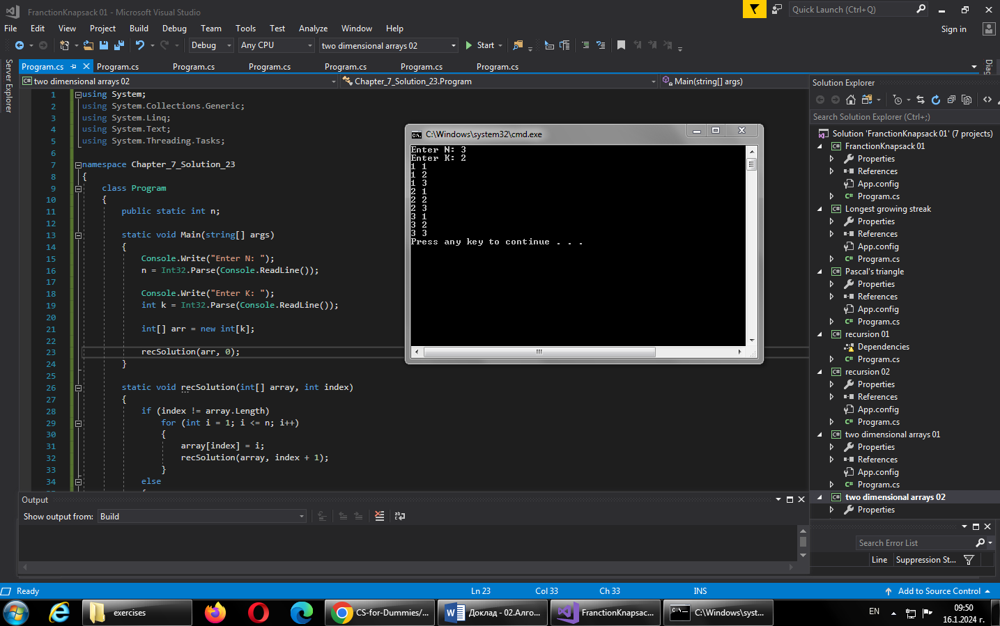 FranctionKnapsack 01 - Microsoft Visual Studio
Quick Launch (Ctrl+Q)
File Edit View Project Build Debug Team Tools Test Analyze Window Help
Sign in
Debug Any CPU two dimensional arrays 02 Start
Server Explorer
Program.cs Program.cs Program.cs Program.cs Program.cs Program.cs Program.cs
two dimensional arrays 02 Chapter_7_Solution_23.Program Main(string[] args)
1 using System;
2 using System.Collections.Generic;
3 using System.Linq;
4 using System.Text;
5 using System.Threading.Tasks;
6
7 namespace Chapter_7_Solution_23
8 {
9 class Program
10 {
11 public static int n;
12
13 static void Main(string[] args)
14 {
15 Console.Write("Enter N: ");
16 n = Int32.Parse(Console.ReadLine());
17
18 Console.Write("Enter K: ");
19 int k = Int32.Parse(Console.ReadLine());
20
21 int[] arr = new int[k];
22
23 recSolution(arr, 0);
24 }
25
26 static void recSolution(int[] array, int index)
27 {
28 if (index != array.Length)
29 for (int i = 1; i <= n; i++)
30 {
31 array[index] = i;
32 recSolution(array, index + 1);
33 }
34 else
C:\Windows\system32\cmd.exe
Enter N: 3
Enter K: 2
1 1
1 2
1 3
2 1
2 2
2 3
3 1
3 2
3 3
Press any key to continue . . .
Diag
Solution Explorer
Search Solution Explorer (Ctrl+;)
Solution 'FranctionKnapsack 01' (7 projects)
C# FranctionKnapsack 01
Properties
References
App.config
C# Program.cs
C# Longest growing streak
Properties
References
App.config
C# Program.cs
C# Pascal's triangle
Properties
References
App.config
C# Program.cs
C# recursion 01
Dependencies
C# Program.cs
C# recursion 02
Properties
References
App.config
C# Program.cs
C# two dimensional arrays 01
Properties
References
App.config
C# Program.cs
C# two dimensional arrays 02
Properties
Output
Show output from: Build
Search Error List
Line Suppression St...
Ready Ln 23 Col 33 Ch 33 INS Add to Source Control
exercises CS-for-Dummies/... Доклад - 02.Алго... FranctionKnapsac... C:\Windows\syst... EN 09:50
16.1.2024 г.